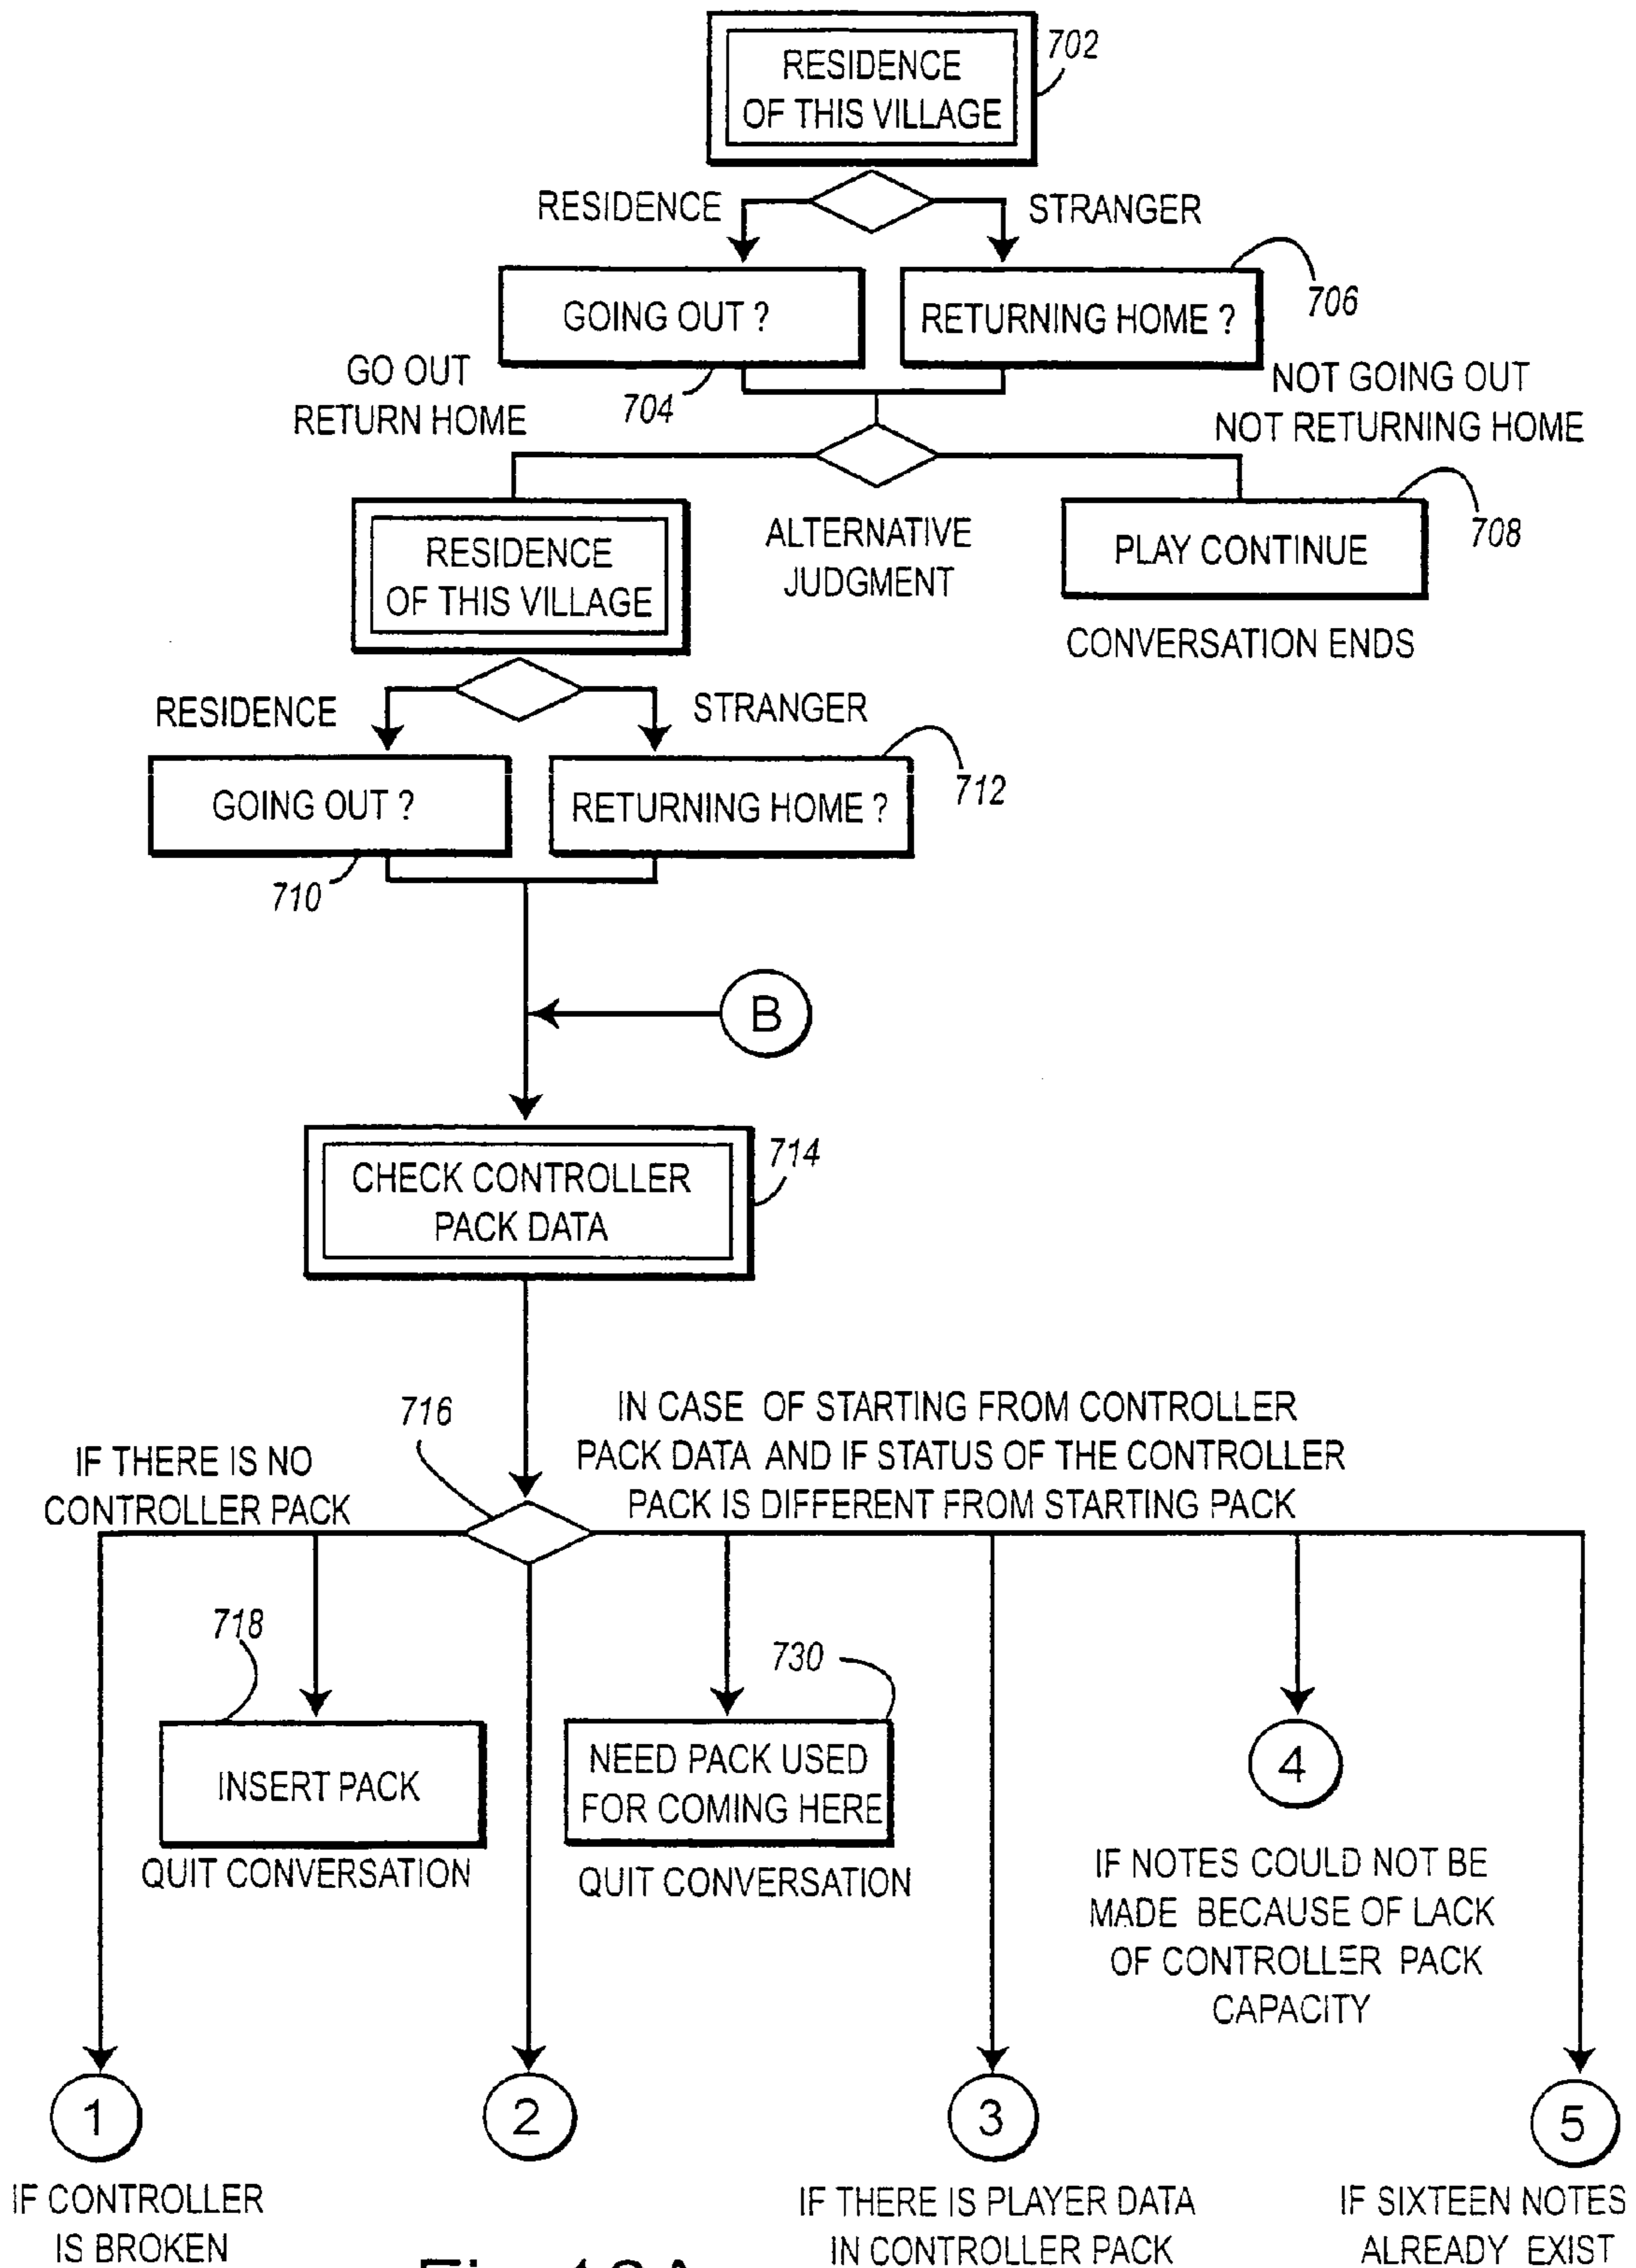 RESIDENCE
OF THIS VILLAGE
702
RESIDENCE
STRANGER
GOING OUT ?
704
RETURNING HOME ?
706
GO OUT
RETURN HOME
NOT GOING OUT
NOT RETURNING HOME
ALTERNATIVE
JUDGMENT
PLAY CONTINUE
708
CONVERSATION ENDS
RESIDENCE
OF THIS VILLAGE
RESIDENCE
STRANGER
GOING OUT ?
710
RETURNING HOME ?
712
B
CHECK CONTROLLER
PACK DATA
714
716
IF THERE IS NO
CONTROLLER PACK
IN CASE OF STARTING FROM CONTROLLER
PACK DATA AND IF STATUS OF THE CONTROLLER
PACK IS DIFFERENT FROM STARTING PACK
718
INSERT PACK
QUIT CONVERSATION
730
NEED PACK USED
FOR COMING HERE
QUIT CONVERSATION
4
IF NOTES COULD NOT BE
MADE BECAUSE OF LACK
OF CONTROLLER PACK
CAPACITY
1
IF CONTROLLER
IS BROKEN
2
3
IF THERE IS PLAYER DATA
IN CONTROLLER PACK
5
IF SIXTEEN NOTES
ALREADY EXIST